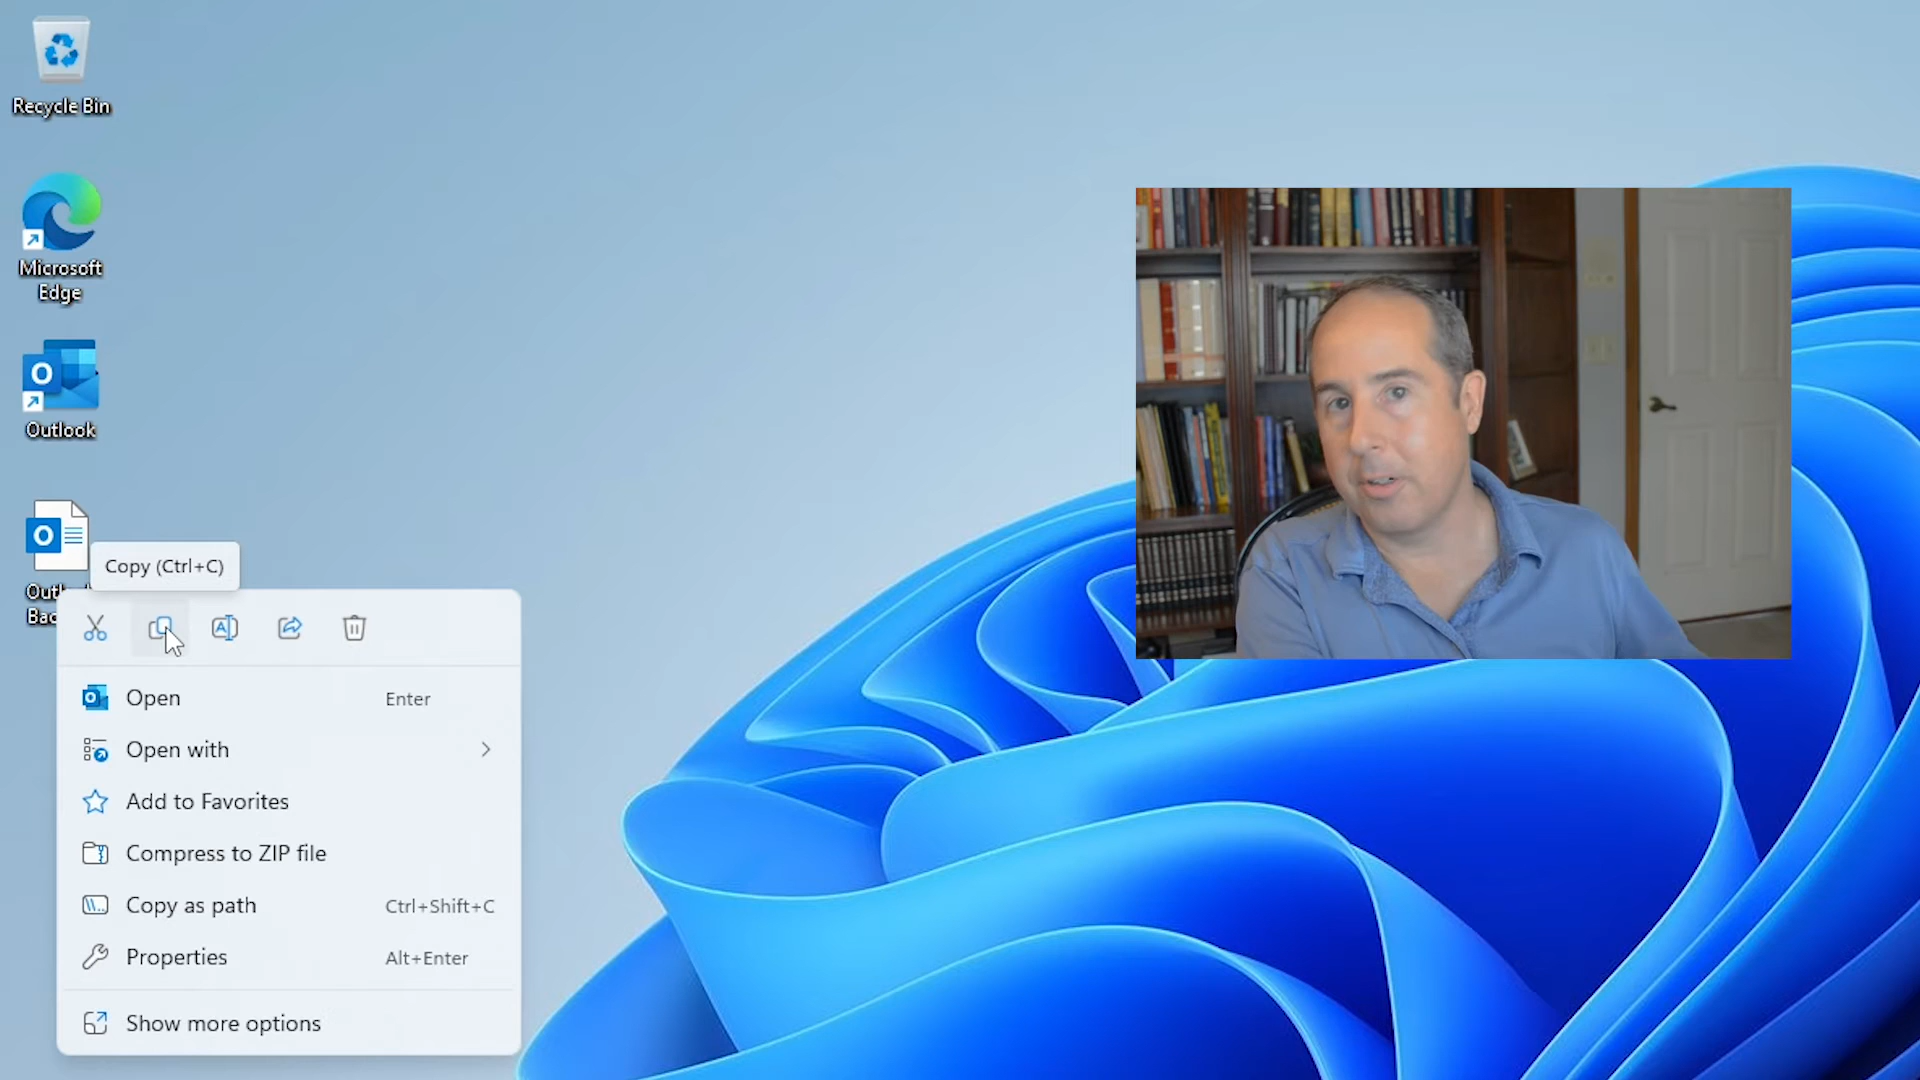 Recycle Bin
Microsoft
Edge
Outlook
Copy (Ctrl+C)
Open Enter
Open with
Add to Favorites
Compress to ZIP file
Copy as path Ctrl+Shift+C
Properties Alt+Enter
Show more options